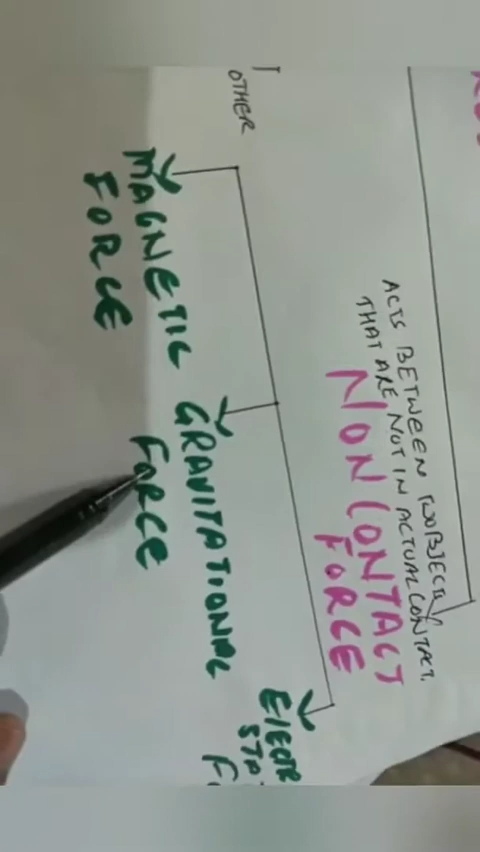 OTHER
ACTS BETWEEN TWO OBJECTS
THAT ARE NOT IN ACTUAL CONTACT.
NON CONTACT
FORCE
MAGNETIC
FORCE
GRAVITATIONAL
FORCE